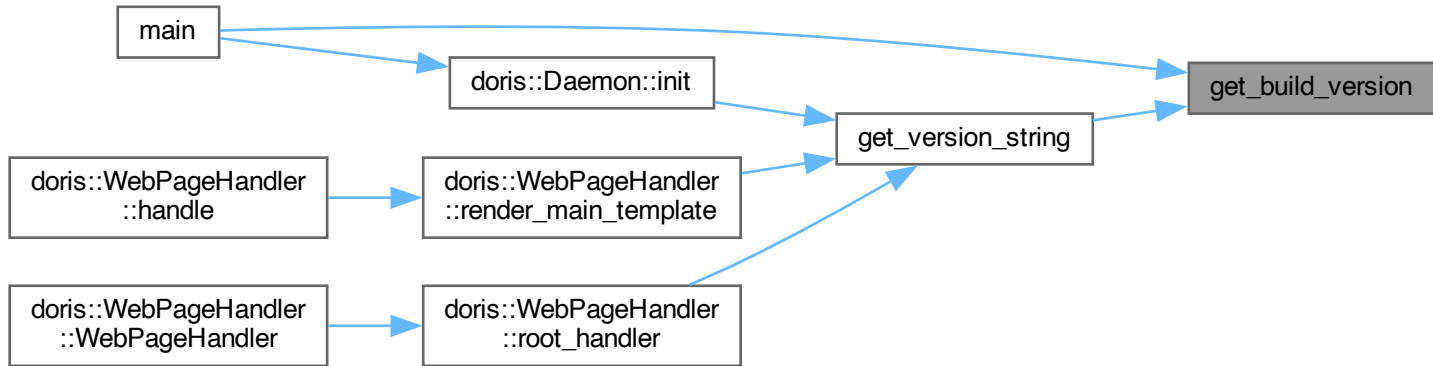 main
doris::Daemon::init
get_build_version
get_version_string
doris::WebPageHandler
::handle
doris::WebPageHandler
::render_main_template
doris::WebPageHandler
::WebPageHandler
doris::WebPageHandler
::root_handler